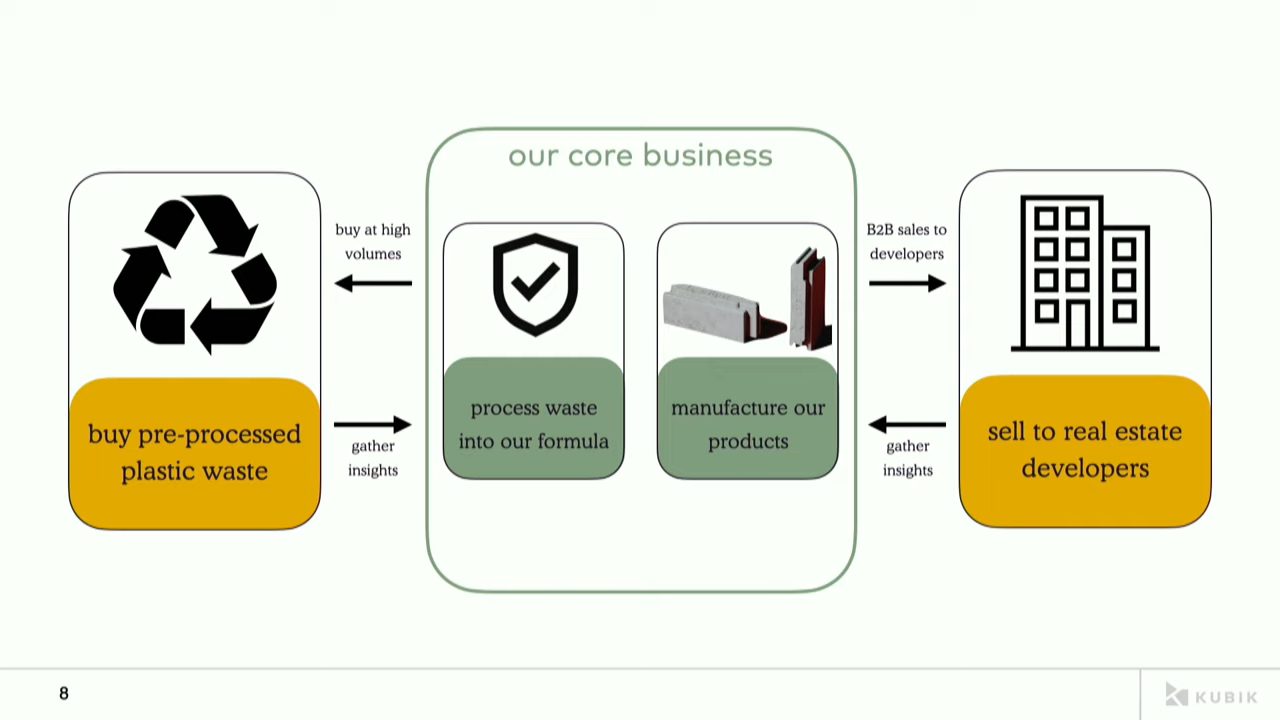 our core business
buy pre-processed
plastic waste
buy at high
volumes
gather
insights
process waste
into our formula
manufacture our
products
B2B sales to
developers
gather
insights
sell to real estate
developers
8
KUBIK